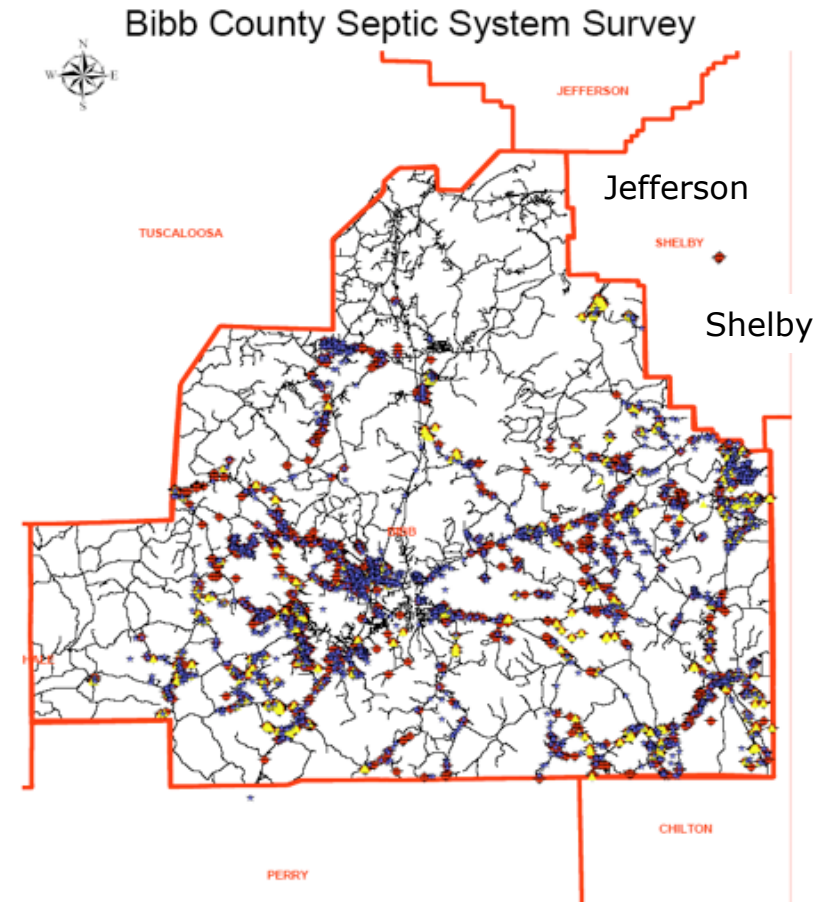 Bibb County Septic System Survey
N
W E
S
JEFFERSON
Jefferson
TUSCALOOSA
SHELBY
Shelby
BIBB
CHILTON
PERRY